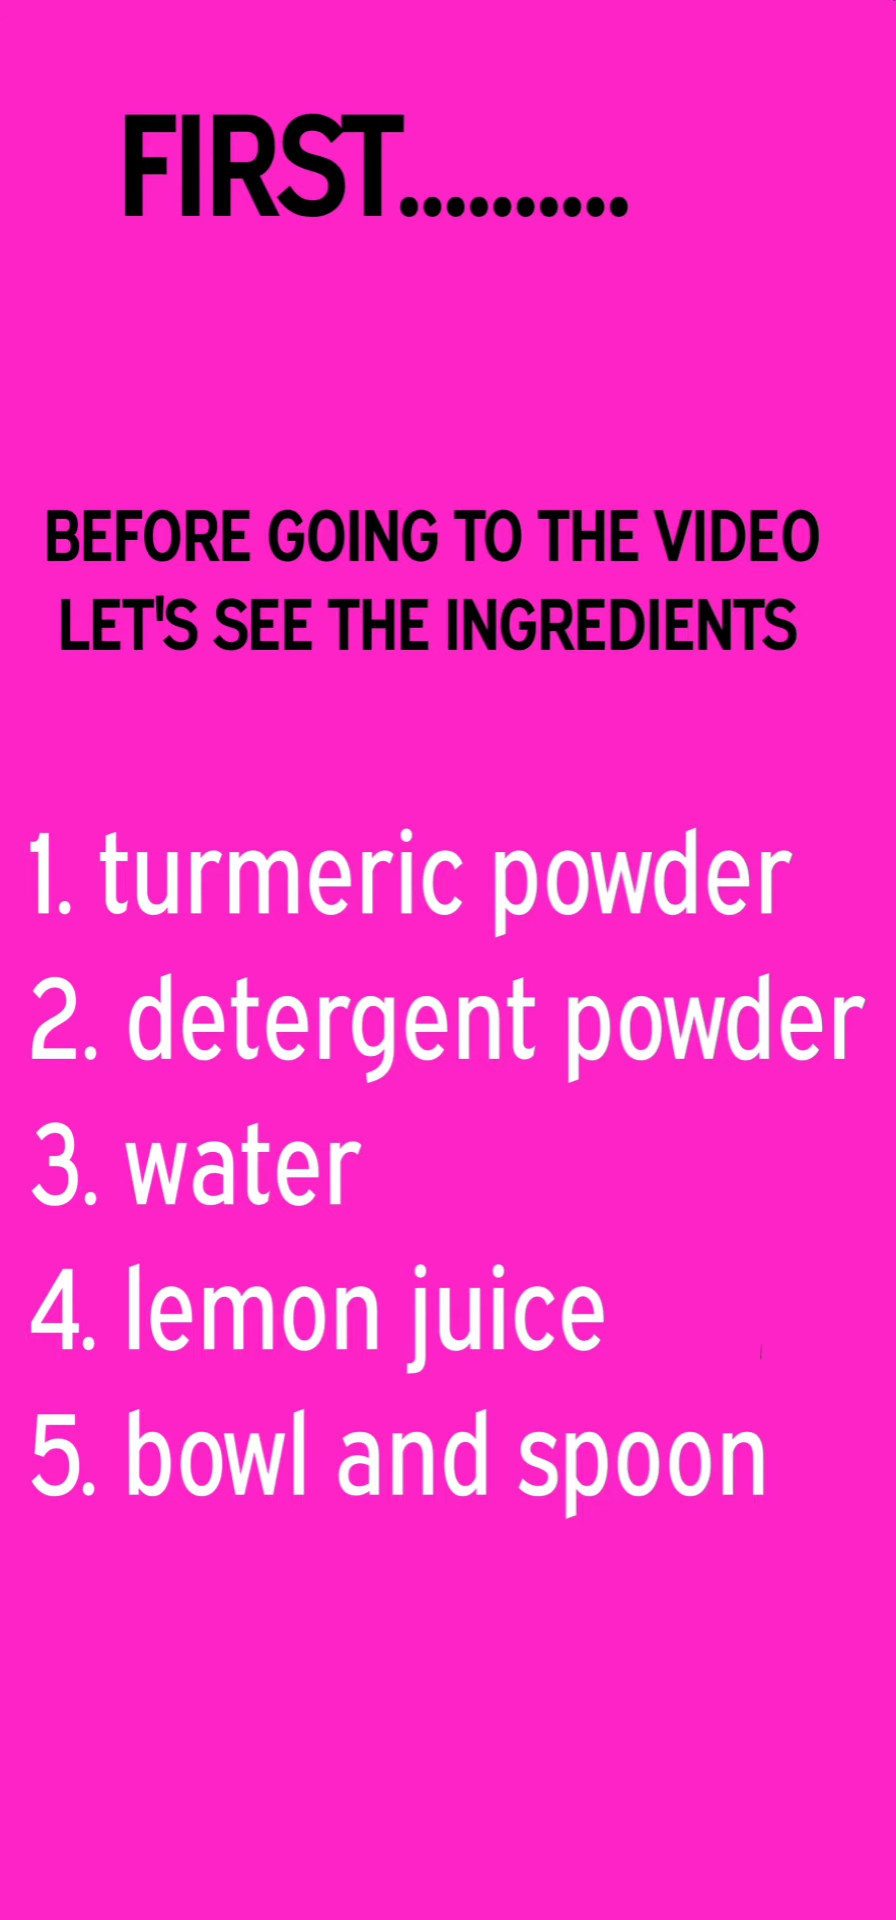 FIRST..........
BEFORE GOING TO THE VIDEO
LET'S SEE THE INGREDIENTS
1. turmeric powder
2. detergent powder
3. water
4. lemon juice
5. bowl and spoon